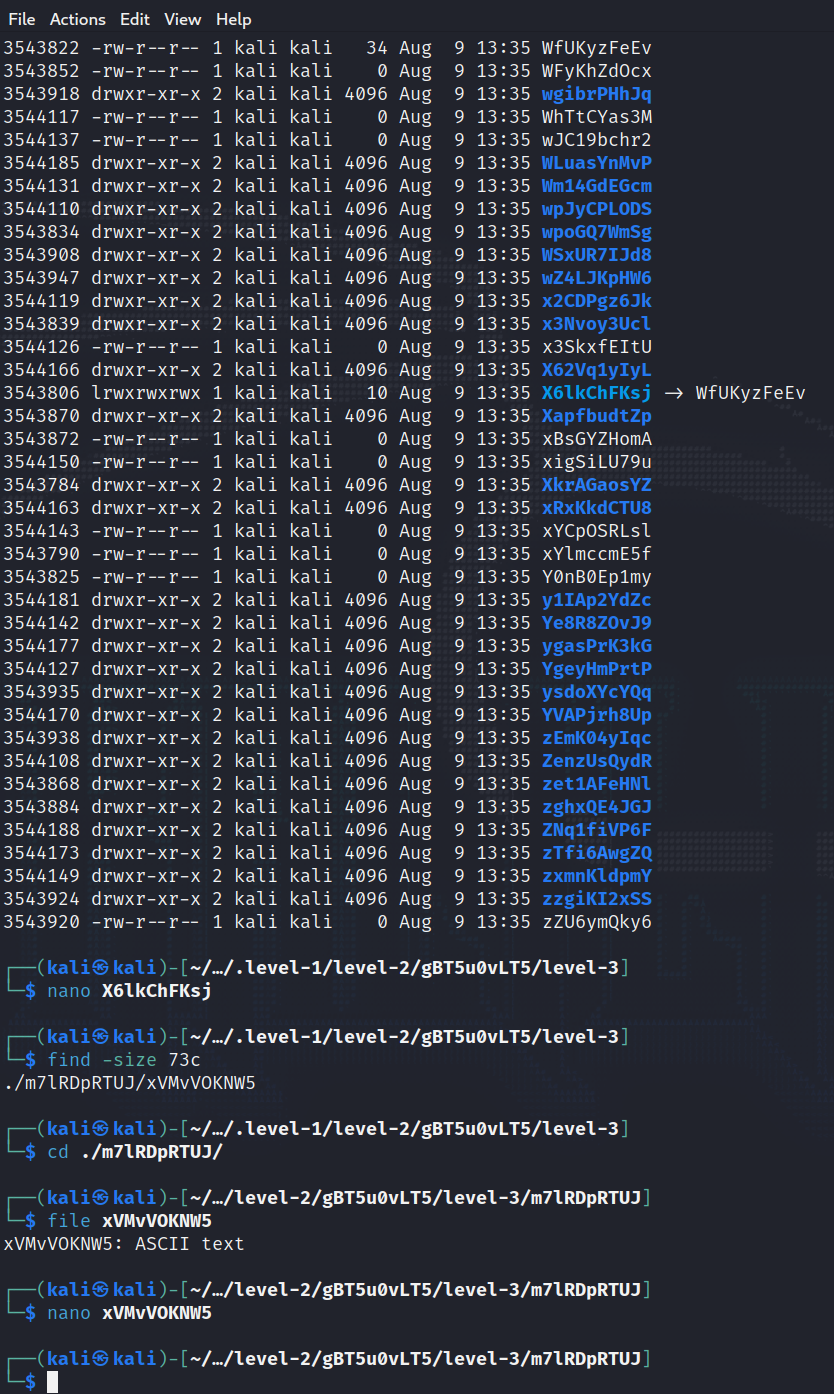 File Actions Edit View Help
3543822 -rw-r--r-- 1 kali kali   34 Aug  9 13:35 WfUKyzFeEv
3543852 -rw-r--r-- 1 kali kali    0 Aug  9 13:35 WFyKhZdOcx
3543918 drwxr-xr-x 2 kali kali 4096 Aug  9 13:35 wgibrPHhJq
3544117 -rw-r--r-- 1 kali kali    0 Aug  9 13:35 WhTtCYas3M
3544137 -rw-r--r-- 1 kali kali    0 Aug  9 13:35 wJC19bchr2
3544185 drwxr-xr-x 2 kali kali 4096 Aug  9 13:35 WLuasYnMvP
3544131 drwxr-xr-x 2 kali kali 4096 Aug  9 13:35 Wm14GdEGcm
3544110 drwxr-xr-x 2 kali kali 4096 Aug  9 13:35 wpJyCPLODS
3543834 drwxr-xr-x 2 kali kali 4096 Aug  9 13:35 wpoGQ7WmSg
3543908 drwxr-xr-x 2 kali kali 4096 Aug  9 13:35 WSxUR7IJd8
3543947 drwxr-xr-x 2 kali kali 4096 Aug  9 13:35 wZ4LJKpHW6
3544119 drwxr-xr-x 2 kali kali 4096 Aug  9 13:35 x2CDPgz6Jk
3543839 drwxr-xr-x 2 kali kali 4096 Aug  9 13:35 x3Nvoy3Ucl
3544126 -rw-r--r-- 1 kali kali    0 Aug  9 13:35 x3SkxfEItU
3544166 drwxr-xr-x 2 kali kali 4096 Aug  9 13:35 X62Vq1yIyL
3543806 lrwxrwxrwx 1 kali kali   10 Aug  9 13:35 X6lkChFKsj → WfUKyzFeEv
3543870 drwxr-xr-x 2 kali kali 4096 Aug  9 13:35 XapfbudtZp
3543872 -rw-r--r-- 1 kali kali    0 Aug  9 13:35 xBsGYZHomA
3544150 -rw-r--r-- 1 kali kali    0 Aug  9 13:35 xigSiLU79u
3543784 drwxr-xr-x 2 kali kali 4096 Aug  9 13:35 XkrAGaosYZ
3544163 drwxr-xr-x 2 kali kali 4096 Aug  9 13:35 xRxKkdCTU8
3544143 -rw-r--r-- 1 kali kali    0 Aug  9 13:35 xYCpOSRLsl
3543790 -rw-r--r-- 1 kali kali    0 Aug  9 13:35 xYlmccmE5f
3543825 -rw-r--r-- 1 kali kali    0 Aug  9 13:35 Y0nB0Ep1my
3544181 drwxr-xr-x 2 kali kali 4096 Aug  9 13:35 y1IAp2YdZc
3544142 drwxr-xr-x 2 kali kali 4096 Aug  9 13:35 Ye8R8ZOvJ9
3544177 drwxr-xr-x 2 kali kali 4096 Aug  9 13:35 ygasPrK3kG
3544127 drwxr-xr-x 2 kali kali 4096 Aug  9 13:35 YgeyHmPrtP
3543935 drwxr-xr-x 2 kali kali 4096 Aug  9 13:35 ysdoXYcYQq
3544170 drwxr-xr-x 2 kali kali 4096 Aug  9 13:35 YVAPjrh8Up
3543938 drwxr-xr-x 2 kali kali 4096 Aug  9 13:35 zEmK04yIqc
3544108 drwxr-xr-x 2 kali kali 4096 Aug  9 13:35 ZenzUsQydR
3543868 drwxr-xr-x 2 kali kali 4096 Aug  9 13:35 zet1AFeHNl
3543884 drwxr-xr-x 2 kali kali 4096 Aug  9 13:35 zghxQE4JGJ
3544188 drwxr-xr-x 2 kali kali 4096 Aug  9 13:35 ZNq1fiVP6F
3544173 drwxr-xr-x 2 kali kali 4096 Aug  9 13:35 zTfi6AwgZQ
3544149 drwxr-xr-x 2 kali kali 4096 Aug  9 13:35 zxmnKldpmY
3543924 drwxr-xr-x 2 kali kali 4096 Aug  9 13:35 zzgiKI2xSS
3543920 -rw-r--r-- 1 kali kali    0 Aug  9 13:35 zZU6ymQky6
┌──(kali㉿kali)-[~/…/.level-1/level-2/gBT5u0vLT5/level-3]
└─$ nano X6lkChFKsj
┌──(kali㉿kali)-[~/…/.level-1/level-2/gBT5u0vLT5/level-3]
└─$ find -size 73c
./m7lRDpRTUJ/xVMvVOKNW5
┌──(kali㉿kali)-[~/…/.level-1/level-2/gBT5u0vLT5/level-3]
└─$ cd ./m7lRDpRTUJ/
┌──(kali㉿kali)-[~/…/level-2/gBT5u0vLT5/level-3/m7lRDpRTUJ]
└─$ file xVMvVOKNW5
xVMvVOKNW5: ASCII text
┌──(kali㉿kali)-[~/…/level-2/gBT5u0vLT5/level-3/m7lRDpRTUJ]
└─$ nano xVMvVOKNW5
┌──(kali㉿kali)-[~/…/level-2/gBT5u0vLT5/level-3/m7lRDpRTUJ]
└─$